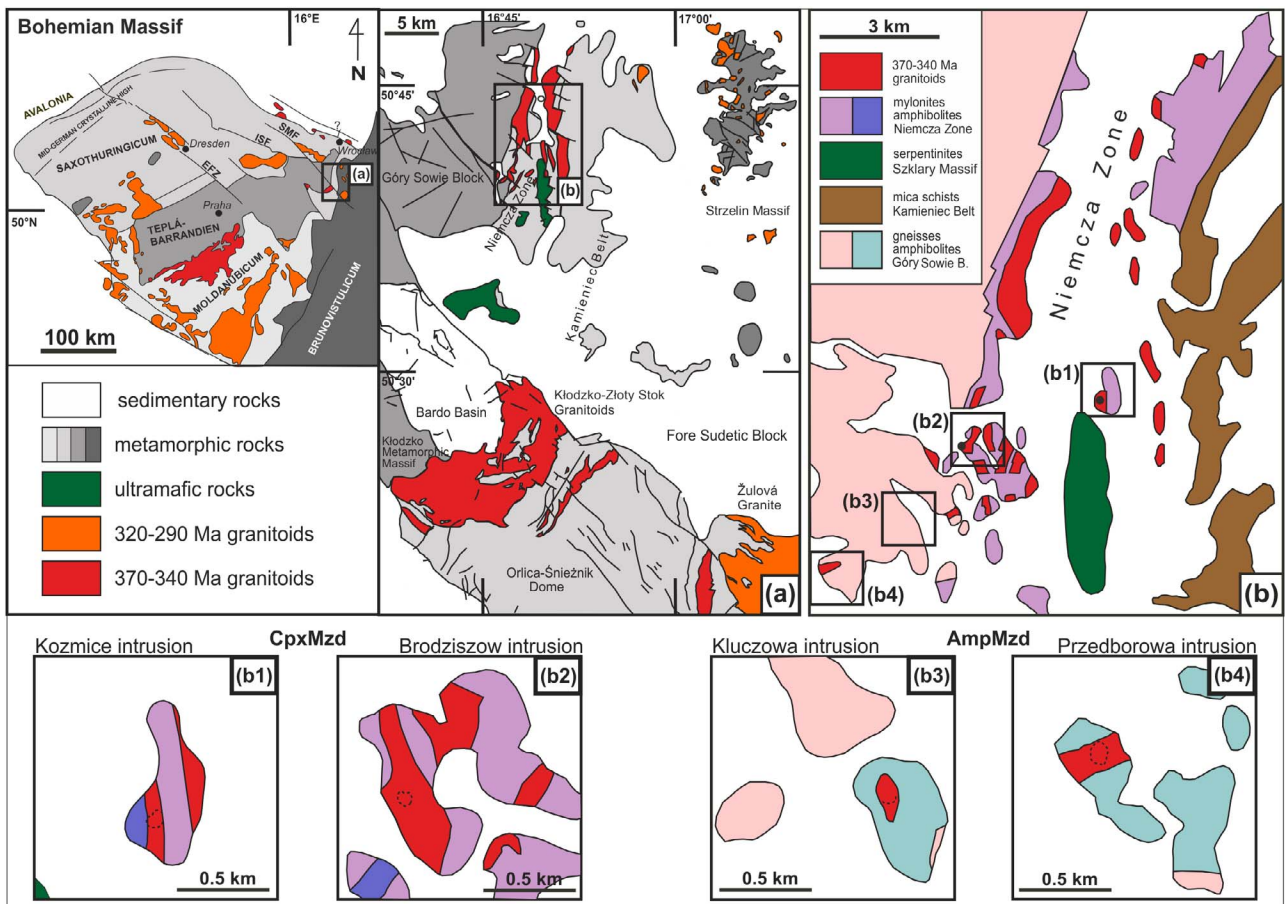 Bohemian Massif
16°E
N
AVALONIA
MID-GERMAN CRYSTALLINE HIGH
SAXOTHURINGICUM
Dresden
ISF
SMF
?
Wrocław
EFZ
(a)
50°N
Praha
TEPLÁ-
BARRANDIEN
MOLDANUBICUM
BRUNOVISTULICUM
100 km
sedimentary rocks
metamorphic rocks
ultramafic rocks
320-290 Ma granitoids
370-340 Ma granitoids
5 km
16°45'
17°00'
50°45'
Góry Sowie Block
(b)
Niemcza Zone
Strzelin Massif
Kamieniec Belt
50°30'
Bardo Basin
Kłodzko-Złoty Stok
Granitoids
Kłodzko
Metamorphic
Massif
Fore Sudetic Block
Žulová
Granite
Orlica-Śnieżnik
Dome
(a)
3 km
370-340 Ma
granitoids
mylonites
amphibolites
Niemcza Zone
serpentinites
Szklary Massif
mica schists
Kamieniec Belt
gneisses
amphibolites
Góry Sowie B.
Niemcza Zone
(b1)
(b2)
(b3)
(b4)
(b)
CpxMzd
AmpMzd
Kozmice intrusion
Brodziszow intrusion
Kluczowa intrusion
Przedborowa intrusion
(b1)
(b2)
(b3)
(b4)
0.5 km
0.5 km
0.5 km
0.5 km